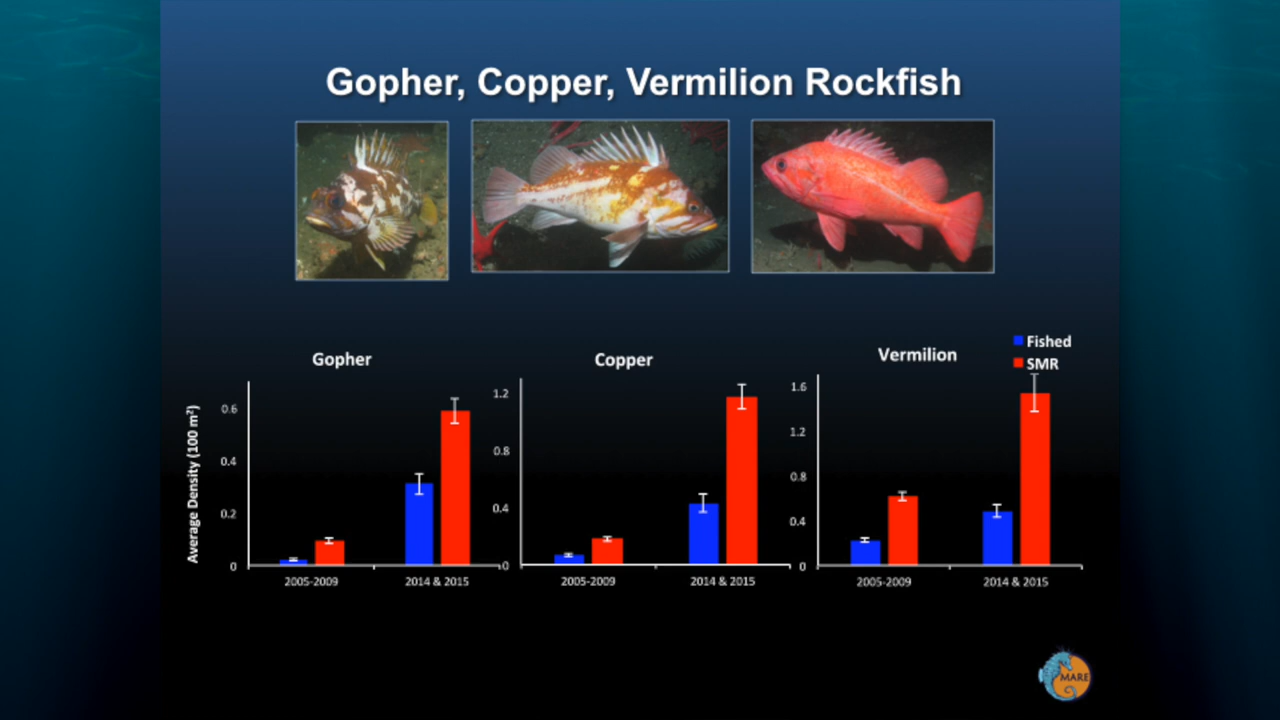 Gopher, Copper, Vermilion Rockfish
Gopher
Copper
Vermilion
Fished
SMR
Average Density (100 m²)
0.6
0.4
0.2
0
2005-2009
2014 & 2015
1.2
0.8
0.4
0
2005-2009
2014 & 2015
1.6
1.2
0.8
0.4
0
2005-2009
2014 & 2015
MARE